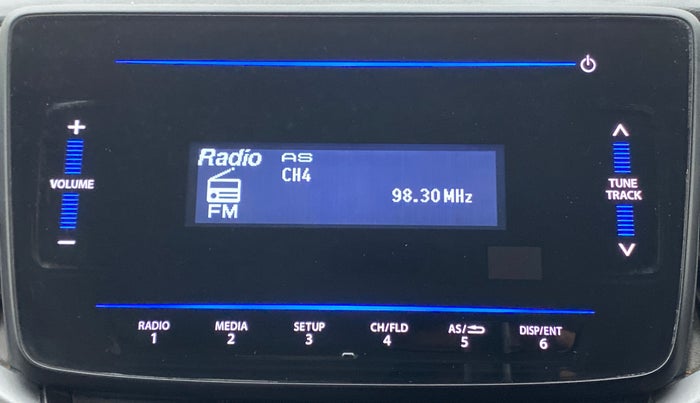 +
VOLUME
−
Radio AS
CH4
98.30 MHz
FM
TUNE
TRACK
RADIO MEDIA SETUP CH/FLD AS/ DISP/ENT
1 2 3 4 5 6